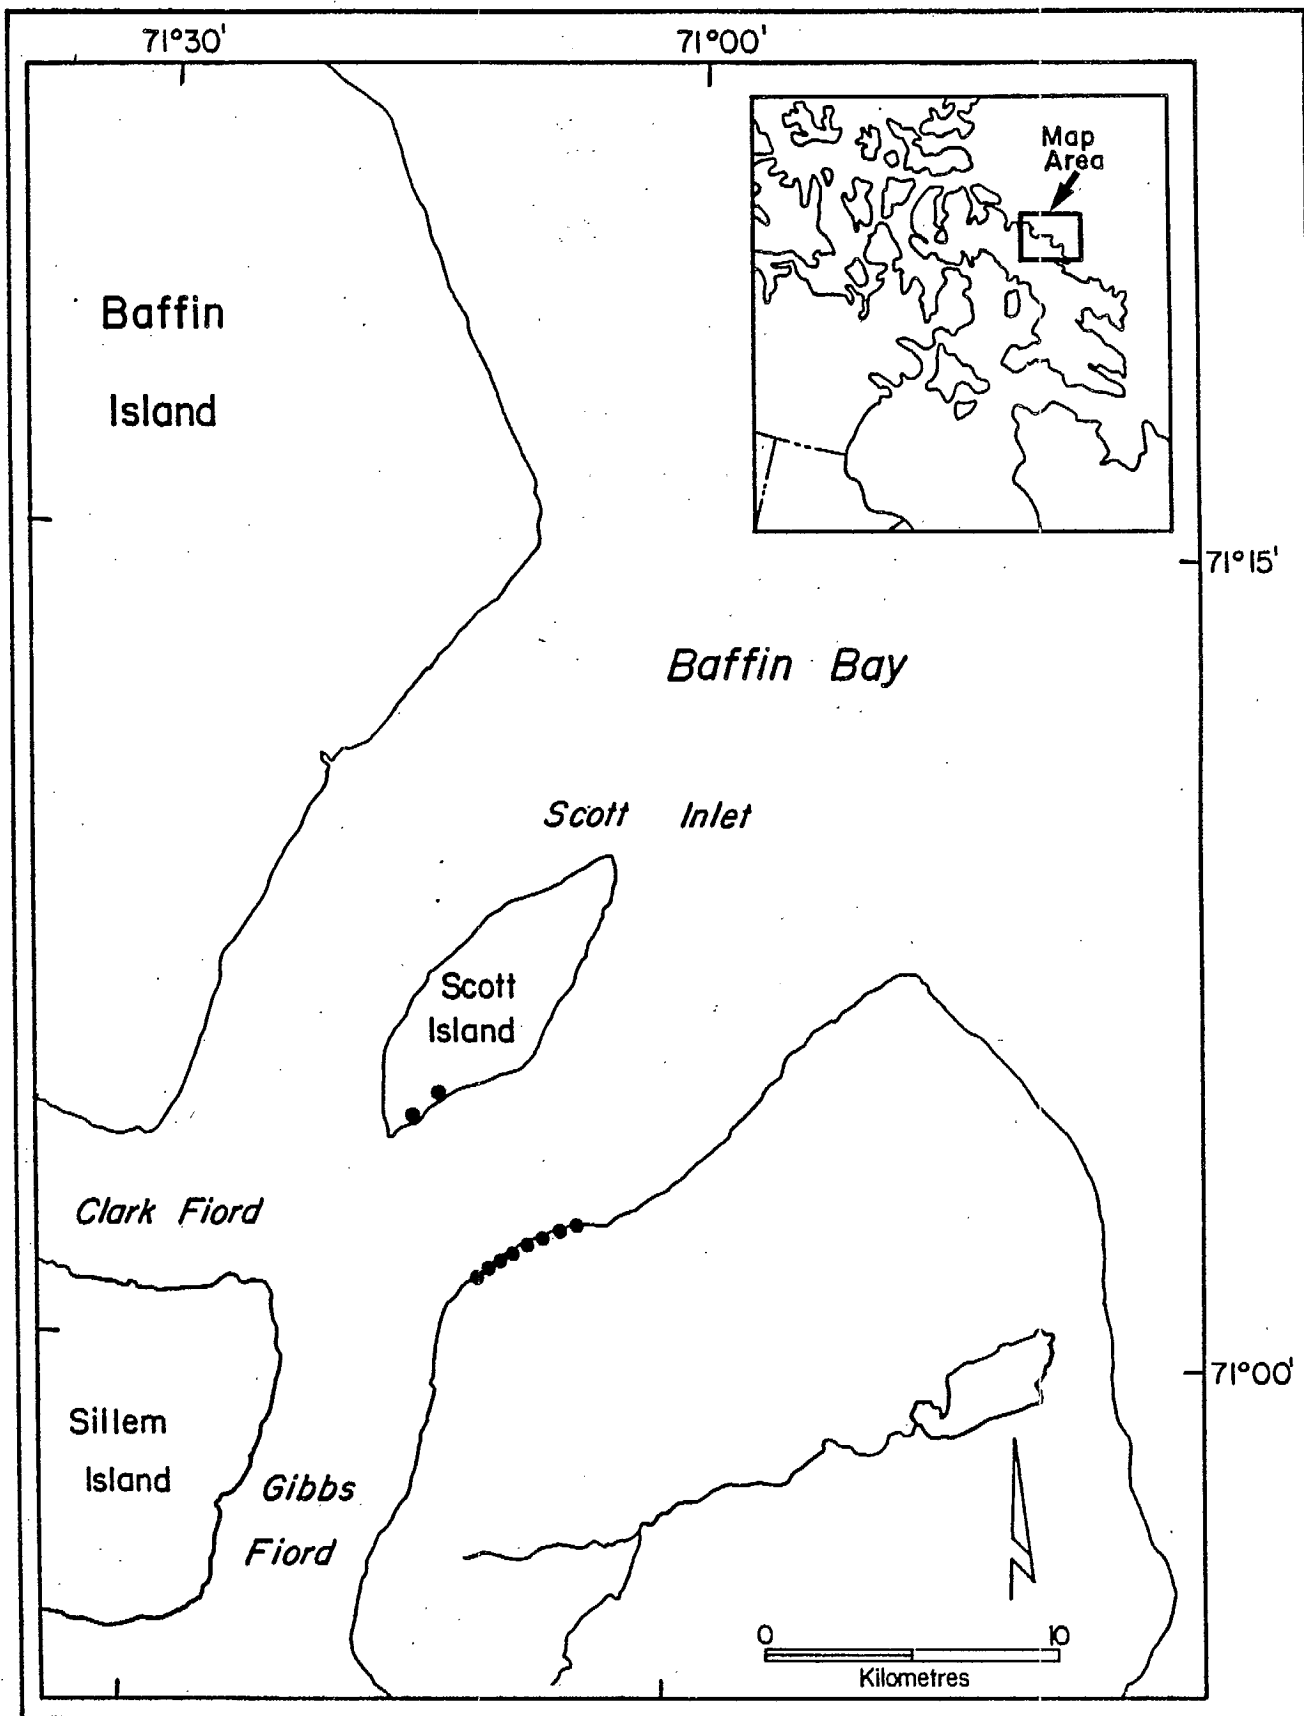 71°30'
71°00'
Map
Area
Baffin
Island
71°15'
Baffin Bay
Scott Inlet
Scott
Island
Clark Fiord
71°00'
Sillem
Island
Gibbs
Fiord
0 10
Kilometres